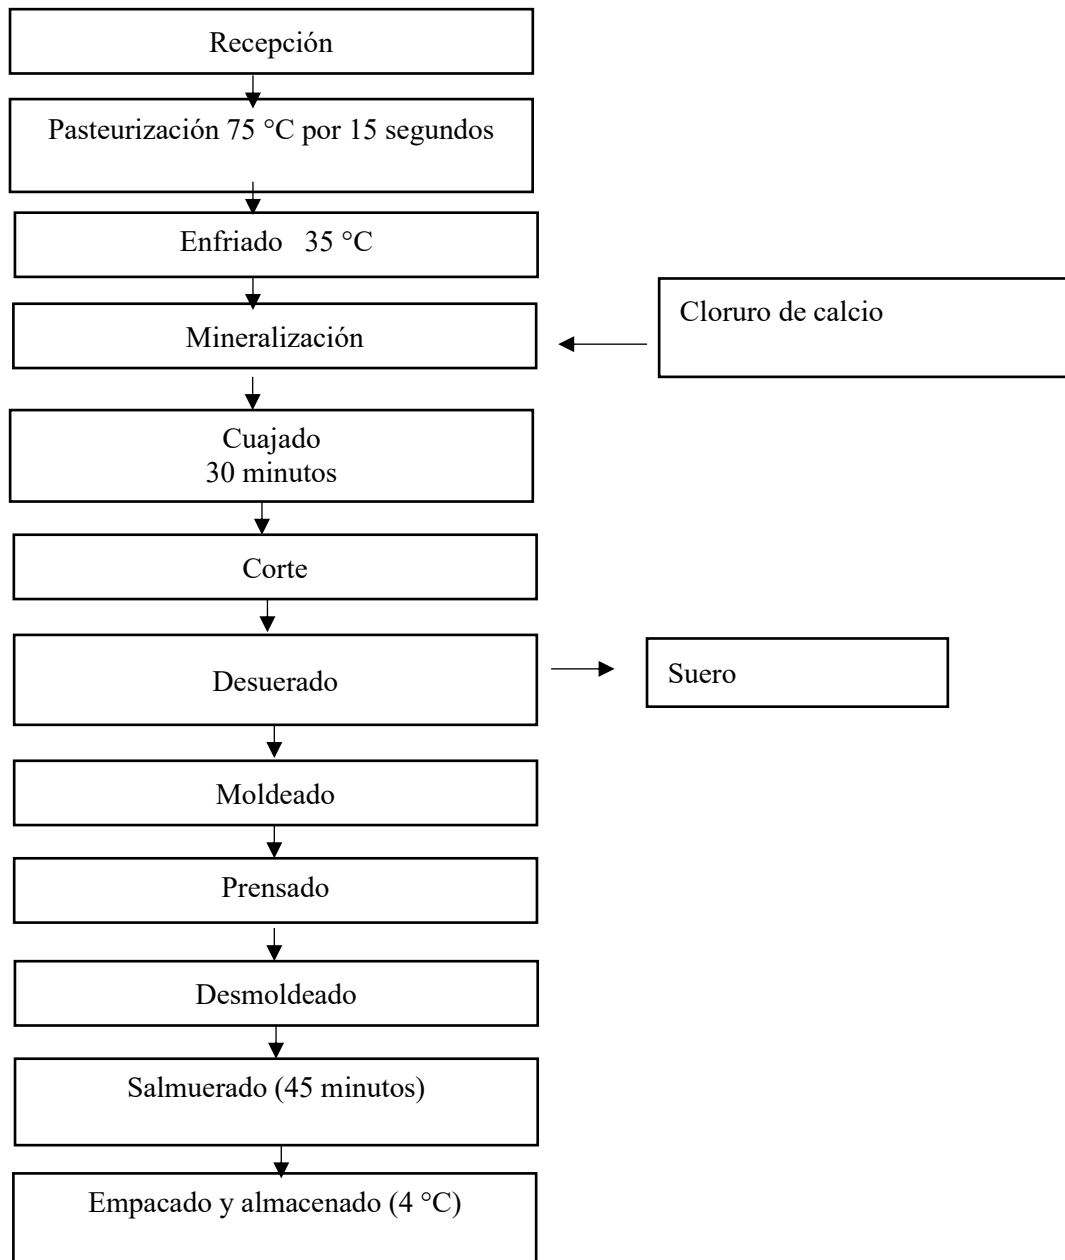 Recepción
Pasteurización 75 °C por 15 segundos
Enfriado 35 °C
Cloruro de calcio
Mineralización
Cuajado
30 minutos
Corte
Desuerado
Suero
Moldeado
Prensado
Desmoldeado
Salmuerado (45 minutos)
Empacado y almacenado (4 °C)